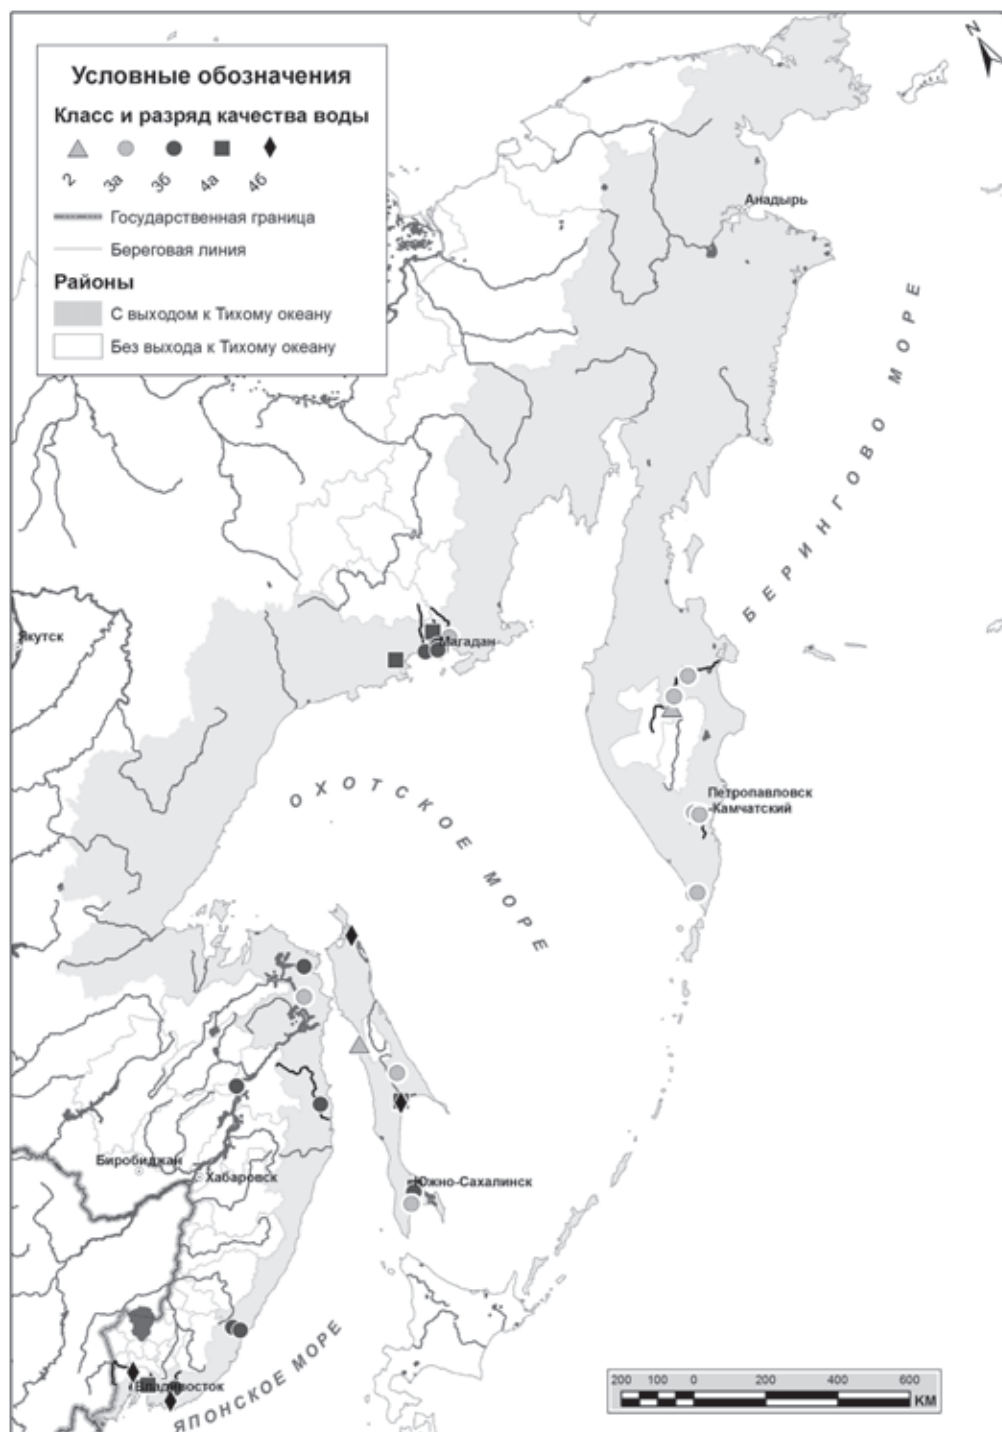 Условные обозначения
Класс и разряд качества воды
2 3а 3б 4а 4б
Государственная граница
Береговая линия
Районы
С выходом к Тихому океану
Без выхода к Тихому океану
N
Анадырь
БЕРИНГОВО МОРЕ
Якутск
Магадан
ОХОТСКОЕ МОРЕ
Петропавловск
-Камчатский
Биробиджан
Хабаровск
Южно-Сахалинск
Владивосток
ЯПОНСКОЕ МОРЕ
200 100 0 200 400 600
КМ